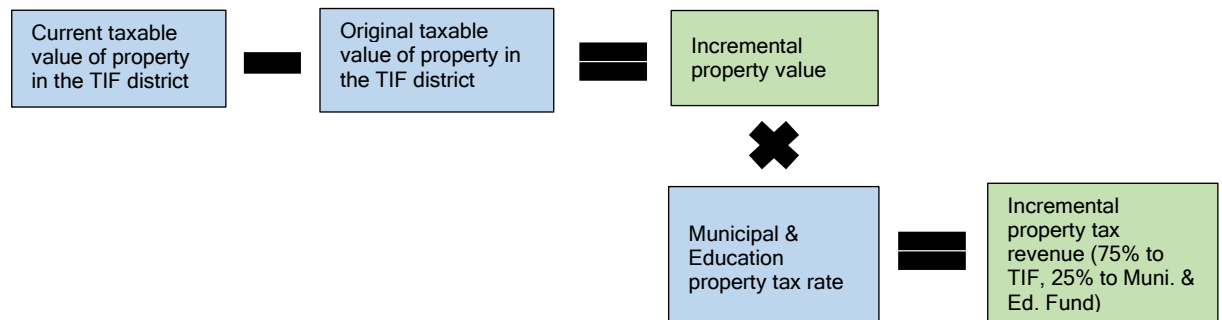 Current taxable
value of property
in the TIF district
Original taxable
value of property in
the TIF district
Incremental
property value
Municipal &
Education
property tax rate
Incremental
property tax
revenue (75% to
TIF, 25% to Muni. &
Ed. Fund)